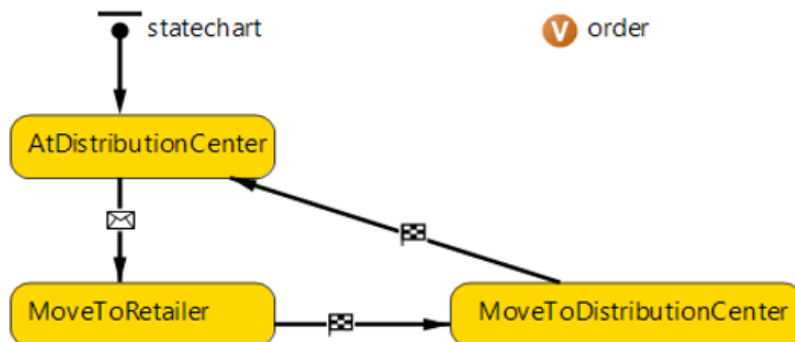 statechart
V order
AtDistributionCenter
MoveToRetailer
MoveToDistributionCenter